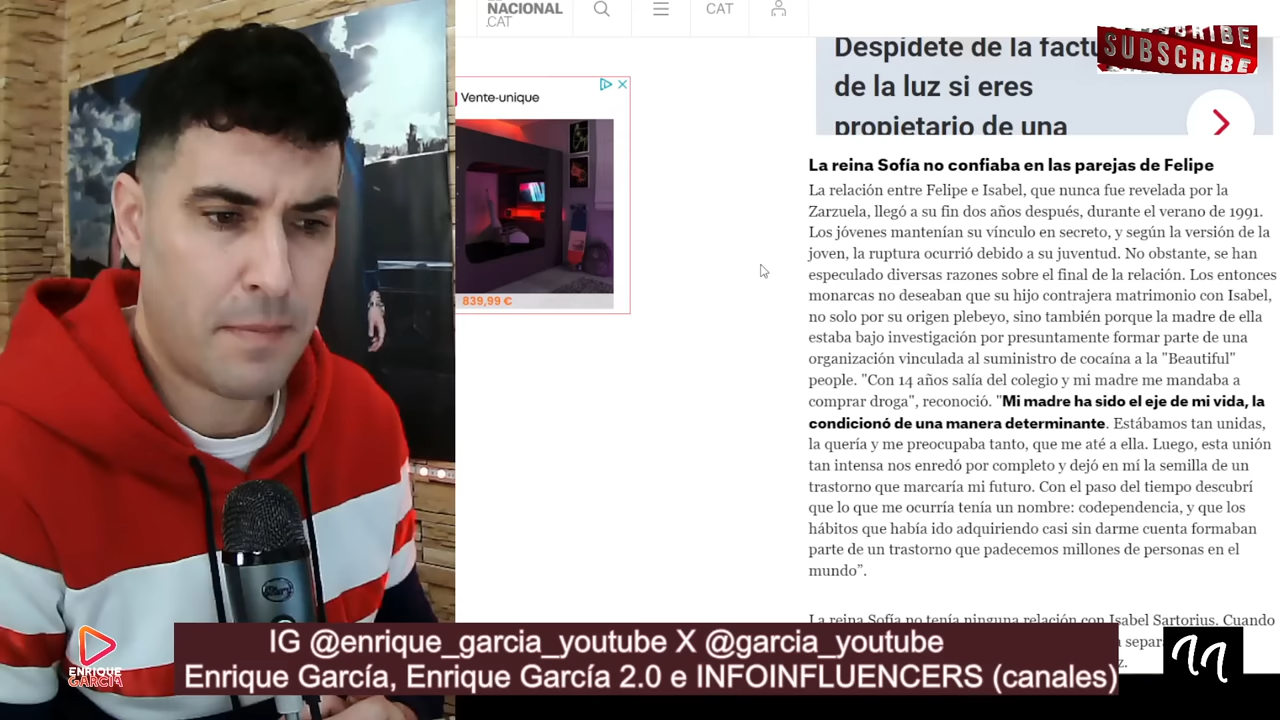 NACIONAL
.CAT
CAT
Despídete de la
de la luz si eres
propietario de una
SUBSCRIBE
Vente-unique
839,99 €
La reina Sofía no confiaba en las parejas de Felipe
La relación entre Felipe e Isabel, que nunca fue revelada por la
Zarzuela, llegó a su fin dos años después, durante el verano de 1991.
Los jóvenes mantenían su vínculo en secreto, y según la versión de la
joven, la ruptura ocurrió debido a su juventud. No obstante, se han
especulado diversas razones sobre el final de la relación. Los entonces
monarcas no deseaban que su hijo contrajera matrimonio con Isabel,
no solo por su origen plebeyo, sino también porque la madre de ella
estaba bajo investigación por presuntamente formar parte de una
organización vinculada al suministro de cocaína a la "Beautiful"
people. "Con 14 años salía del colegio y mi madre me mandaba a
comprar droga", reconoció. "Mi madre ha sido el eje de mi vida, la
condicionó de una manera determinante. Estábamos tan unidas,
la quería y me preocupaba tanto, que me até a ella. Luego, esta unión
tan intensa nos enredó por completo y dejó en mí la semilla de un
trastorno que marcaría mi futuro. Con el paso del tiempo descubrí
que lo que me ocurría tenía un nombre: codependencia, y que los
hábitos que había ido adquiriendo casi sin darme cuenta formaban
parte de un trastorno que padecemos millones de personas en el
mundo”.
La reina Sofía no tenía ninguna relación con Isabel Sartorius. Cuando
IG @enrique_garcia_youtube X @garcia_youtube
Enrique García, Enrique García 2.0 e INFOINFLUENCERS (canales)
ENRIQUE
GARCÍA